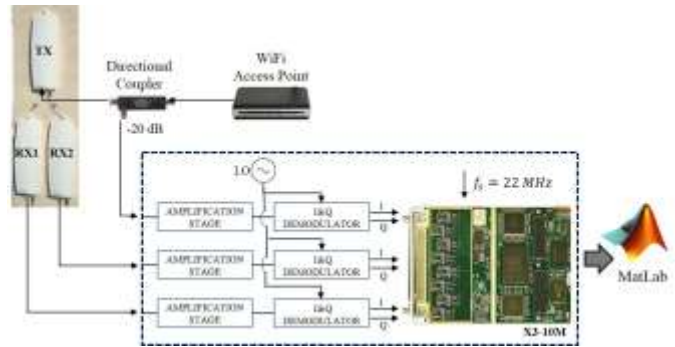 TX
Directional
Coupler
WiFi
Access Point
-20 dB
RX1
RX2
LO
fs = 22 MHz
AMPLIFICATION
STAGE
I&Q
DEMODULATOR
I
Q
AMPLIFICATION
STAGE
I&Q
DEMODULATOR
I
Q
AMPLIFICATION
STAGE
I&Q
DEMODULATOR
I
Q
MatLab
X3-10M